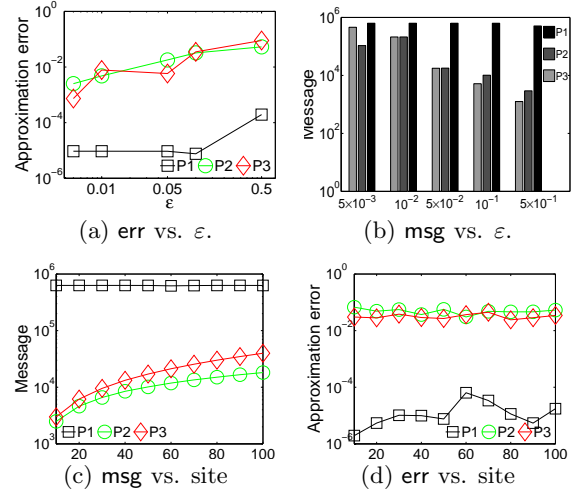 10^0
10^-2
10^-4
10^-6
Approximation error
0.01 0.05 0.5
ε
P1 P2 P3
(a) err vs. ε.
10^6
10^4
10^2
10^0
Message
P1
P2
P3
5×10^-3 10^-2 5×10^-2 10^-1 5×10^-1
(b) msg vs. ε.
10^6
10^5
10^4
10^3
Message
20 40 60 80 100
P1 P2 P3
(c) msg vs. site
10^0
10^-2
10^-4
10^-6
Approximation error
20 40 60 80 100
P1 P2 P3
(d) err vs. site